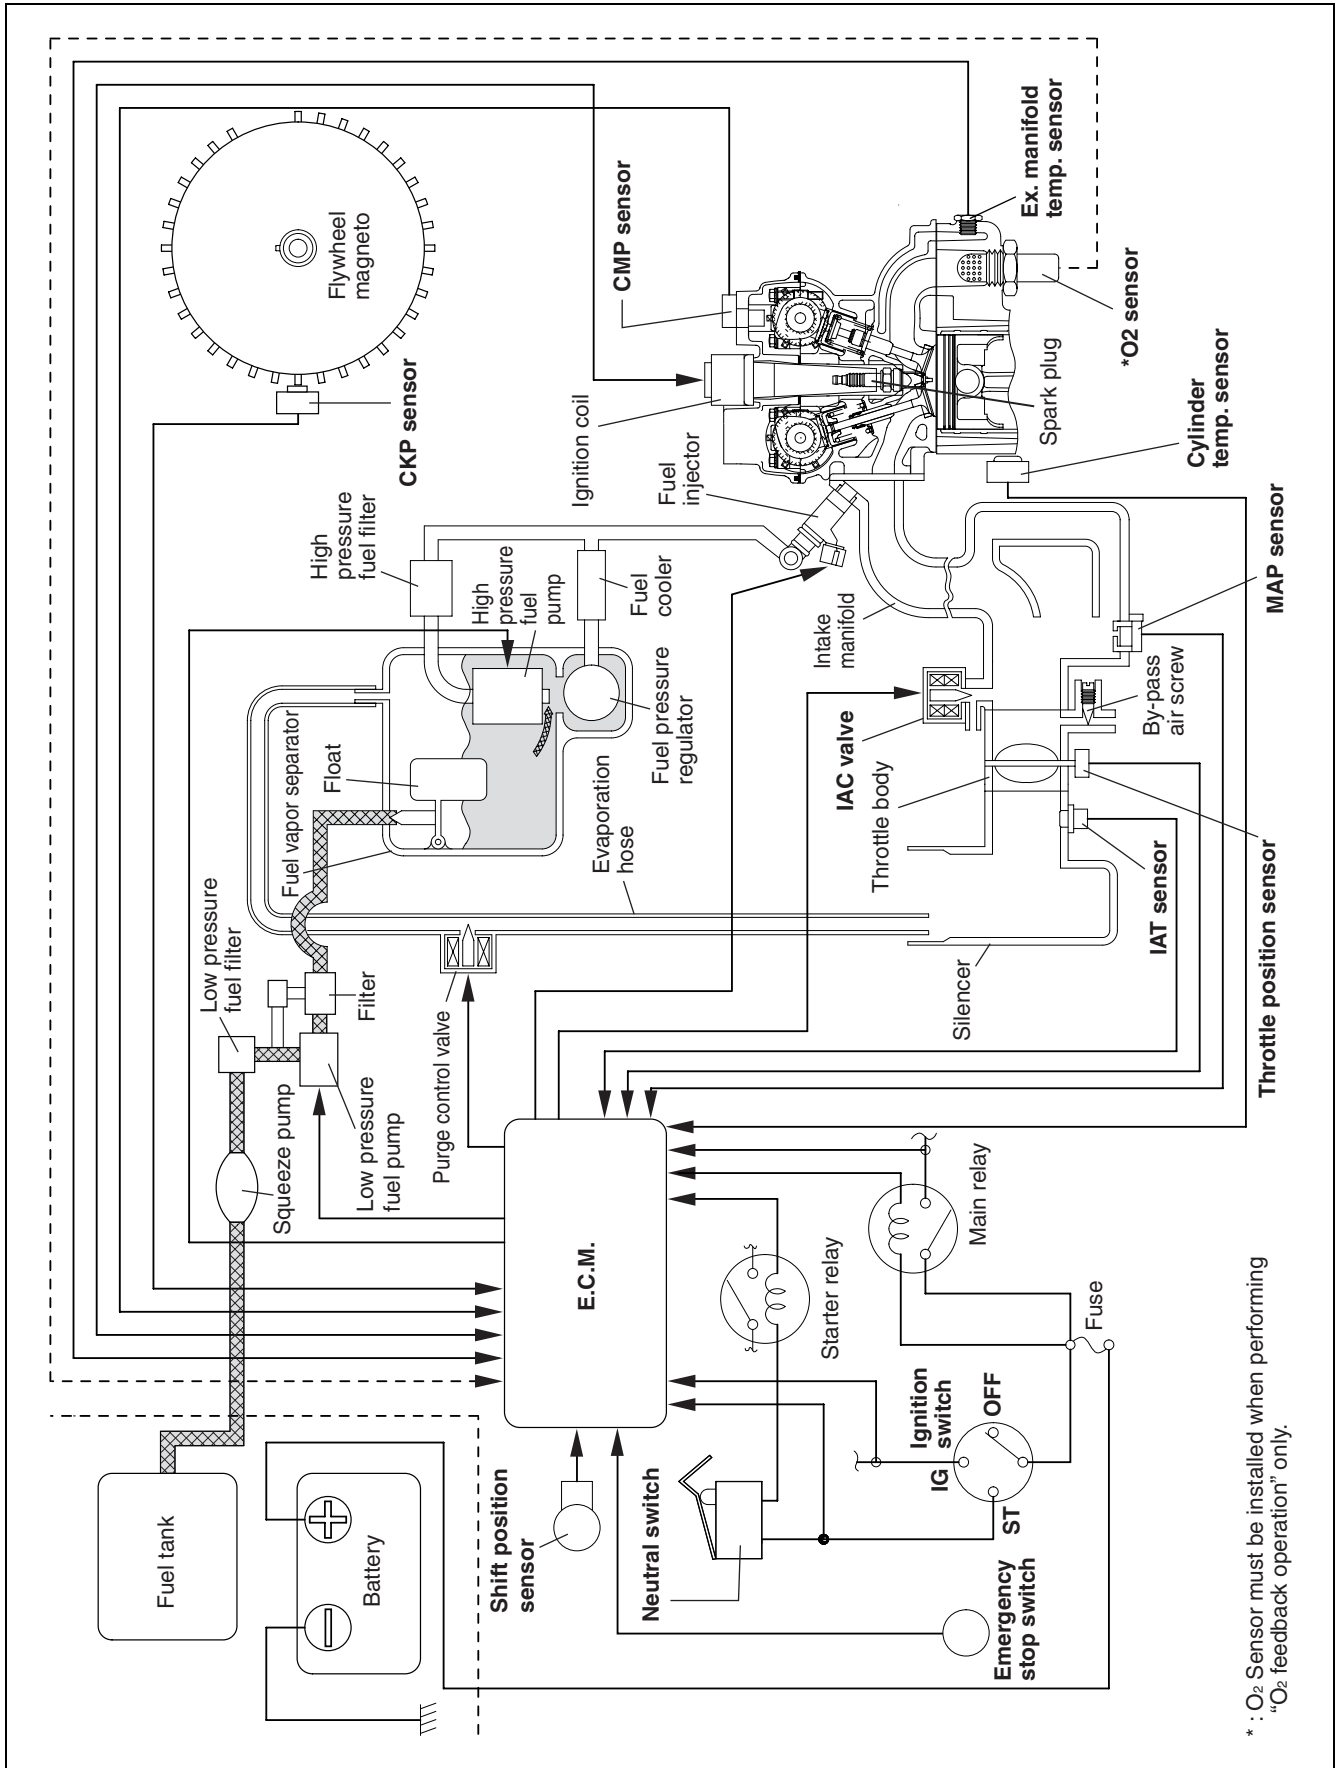 Fuel tank
Battery
Squeeze pump
Low pressure
fuel filter
Low pressure
fuel pump
Filter
Fuel vapor separator
Float
High
pressure
fuel filter
High
pressure
fuel
pump
Fuel
cooler
Fuel pressure
regulator
Evaporation
hose
Purge control valve
Flywheel
magneto
CKP sensor
Ignition coil
Fuel
injector
CMP sensor
Ex. manifold
temp. sensor
*O2 sensor
Spark plug
Cylinder
temp. sensor
MAP sensor
Intake
manifold
By-pass
air screw
IAC valve
Throttle body
IAT sensor
Throttle position sensor
Silencer
E.C.M.
Shift position
sensor
Neutral switch
Emergency
stop switch
Starter relay
Main relay
Fuse
Ignition
switch
OFF
IG
ST
* : O2 Sensor must be installed when performing
“O2 feedback operation” only.